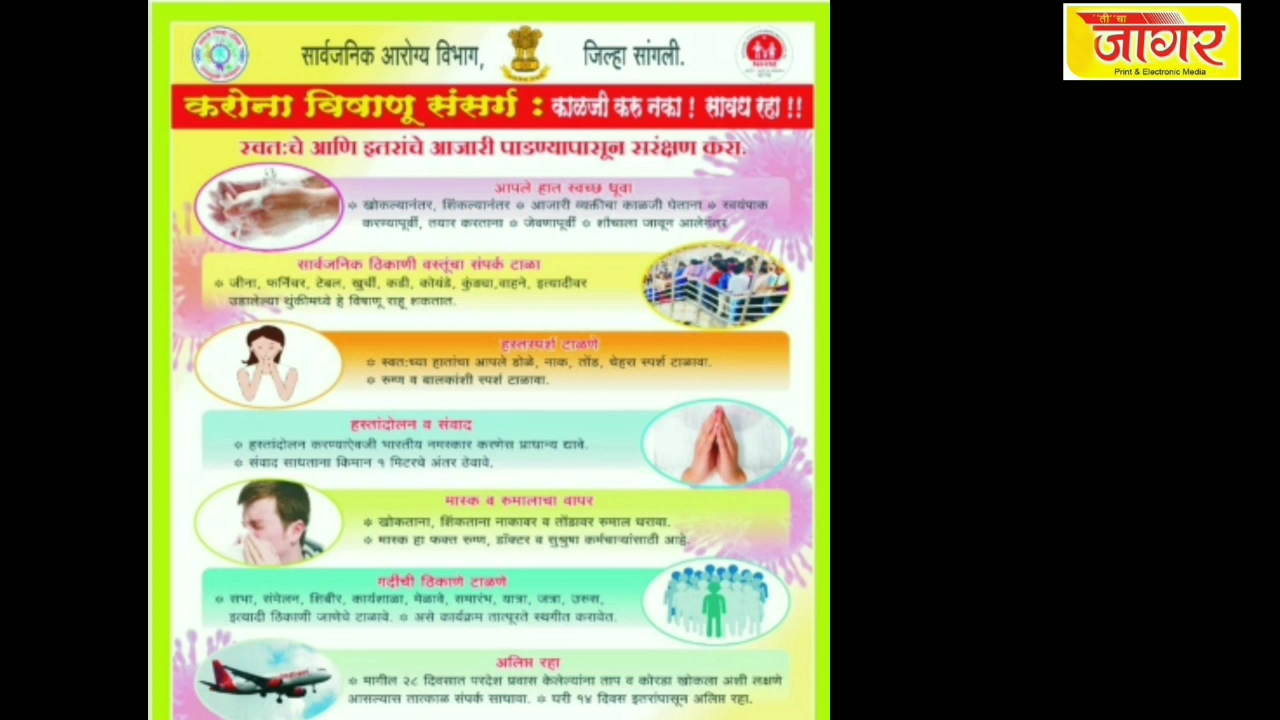 "ती"चा
जागर
Print & Electronic Media
सार्वजनिक आरोग्य विभाग, जिल्हा सांगली.
करोना विषाणू संसर्ग : काळजी करु नका ! सावध रहा !!
स्वत:चे आणि इतरांचे आजारी पाडण्यापासून सरंक्षण करा.
आपले हात स्वच्छ धूवा
खोकल्यानंतर, शिंकल्यानंतर आजारी व्यक्तीचा काळजी घेताना स्वयंपाक
करण्यापूर्वी, तयार करताना जेवणापूर्वी शौचाला जावून आलेनंतर
सार्वजनिक ठिकाणी वस्तूंचा संपर्क टाळा
जीना, फर्निचर, टेबल, खुर्ची, कडी, कोयंडे, कुंड्या,वाहने, इत्यादीवर
उडालेल्या थुंकीमध्ये हे विषाणू राहू शकतात.
हस्तस्पर्श टाळणे
स्वत:च्या हातांचा आपले डोळे, नाक, तोंड, चेहरा स्पर्श टाळावा.
रुग्ण व बालकांशी स्पर्श टाळावा.
हस्तांदोलन व संवाद
हस्तांदोलन करण्याऐवजी भारतीय नमस्कार करणेस प्राधान्य द्यावे.
संवाद साधताना किमान १ मिटरचे अंतर ठेवावे.
मास्क व रुमालाचा वापर
खोकताना, शिंकताना नाकावर व तोंडावर रुमाल धरावा.
मास्क हा फक्त रुग्ण, डॉक्टर व सुश्रुषा कर्मचाऱ्यांसाठी आहे.
गर्दीची ठिकाणे टाळणे
सभा, संमेलन, शिबीर, कार्यशाळा, मेळावे, समारंभ, यात्रा, जत्रा, उरुस,
इत्यादी ठिकाणी जाणेचे टाळावे. असे कार्यक्रम तात्पूरते स्थगीत करावेत.
अलिप्त रहा
मागील २८ दिवसात परदेश प्रवास केलेल्यांना ताप व कोरडा खोकला अशी लक्षणे
आसल्यास तात्काळ संपर्क साधावा. घरी १४ दिवस इतरांपासून अलिप्त रहा.